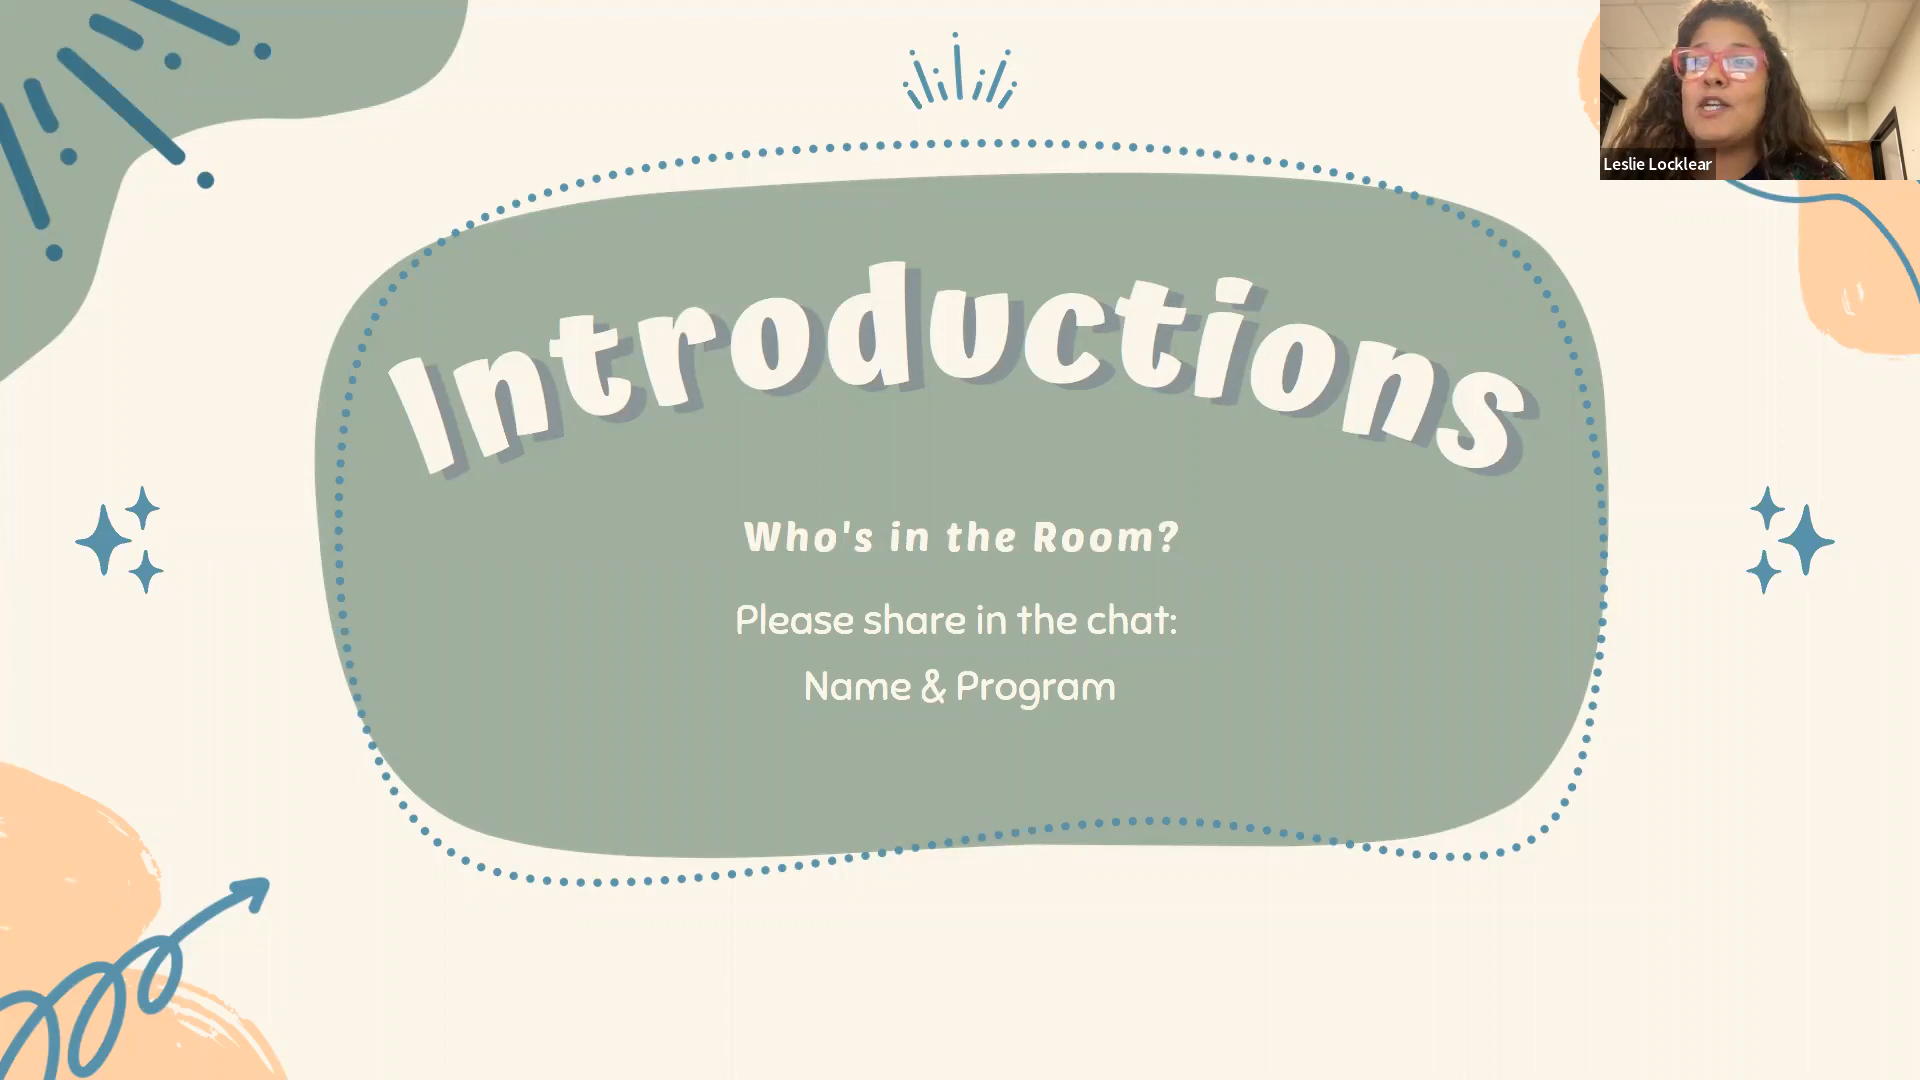 Leslie Locklear
Introductions
Who's in the Room?
Please share in the chat:
Name & Program